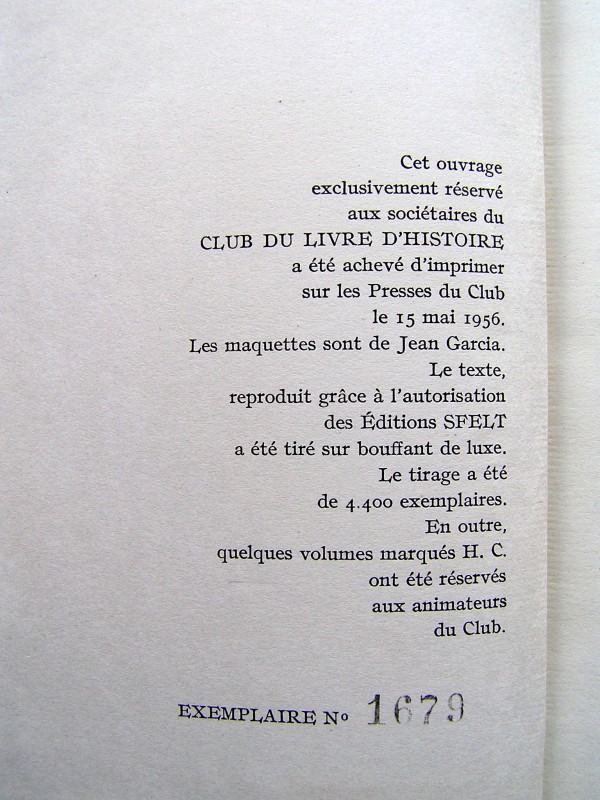 Cet ouvrage
exclusivement réservé
aux sociétaires du
CLUB DU LIVRE D'HISTOIRE
a été achevé d'imprimer
sur les Presses du Club
le 15 mai 1956.
Les maquettes sont de Jean Garcia.
Le texte,
reproduit grâce à l'autorisation
des Éditions SFELT
a été tiré sur bouffant de luxe.
Le tirage a été
de 4.400 exemplaires.
En outre,
quelques volumes marqués H. C.
ont été réservés
aux animateurs
du Club.
EXEMPLAIRE Nº 1679